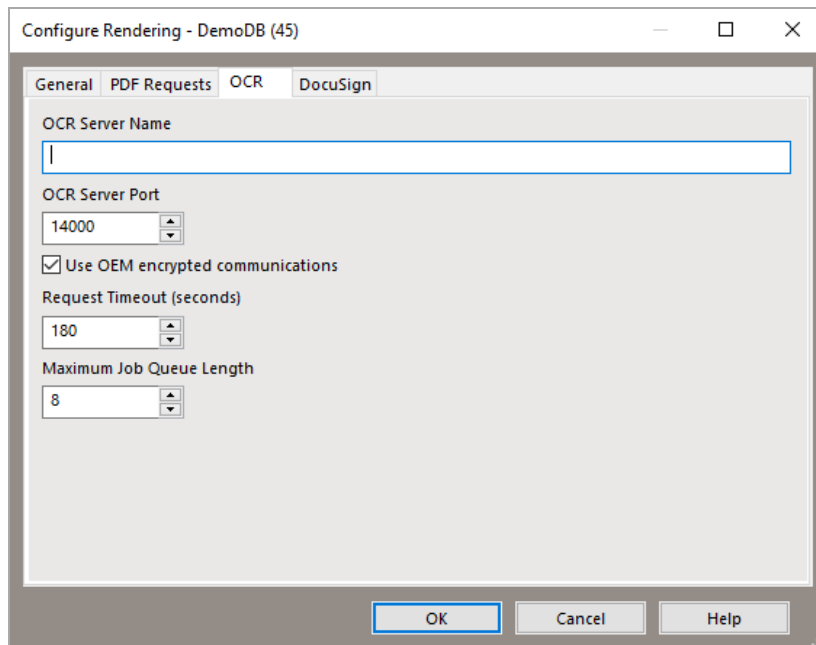 Configure Rendering - DemoDB (45)
General PDF Requests OCR DocuSign
OCR Server Name
OCR Server Port
14000
Use OEM encrypted communications
Request Timeout (seconds)
180
Maximum Job Queue Length
8
OK Cancel Help